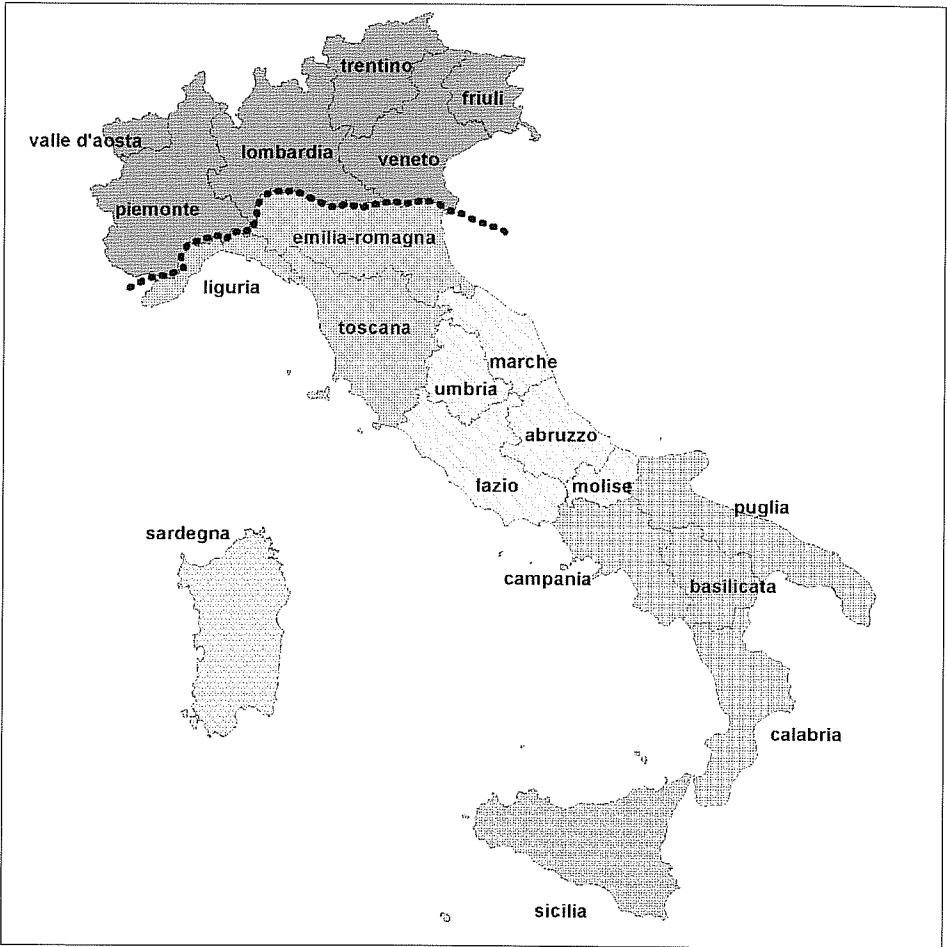 trentino
friuli
valle d'aosta
lombardia
veneto
piemonte
emilia-romagna
liguria
toscana
marche
umbria
abruzzo
lazio
molise
puglia
sardegna
campania
basilicata
calabria
sicilia